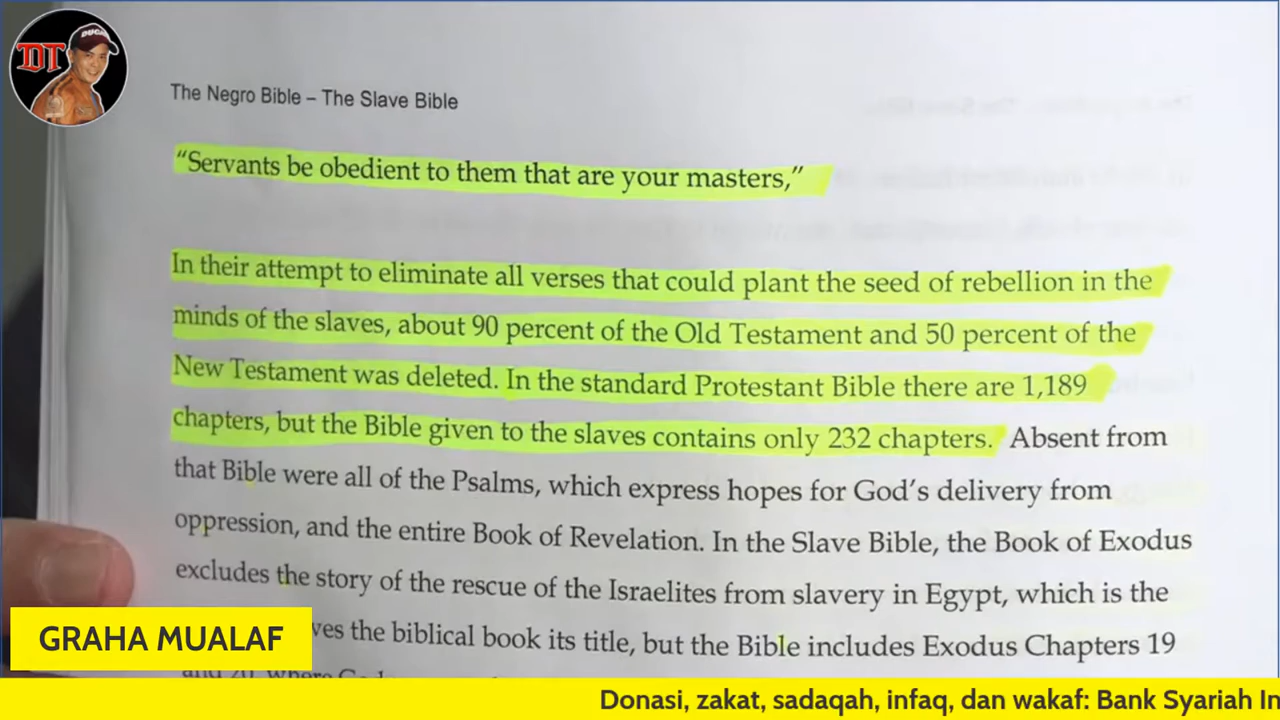 DT
DUCA
The Negro Bible – The Slave Bible
“Servants be obedient to them that are your masters,”
In their attempt to eliminate all verses that could plant the seed of rebellion in the
minds of the slaves, about 90 percent of the Old Testament and 50 percent of the
New Testament was deleted. In the standard Protestant Bible there are 1,189
chapters, but the Bible given to the slaves contains only 232 chapters. Absent from
that Bible were all of the Psalms, which express hopes for God’s delivery from
oppression, and the entire Book of Revelation. In the Slave Bible, the Book of Exodus
excludes the story of the rescue of the Israelites from slavery in Egypt, which is the
ves the biblical book its title, but the Bible includes Exodus Chapters 19
GRAHA MUALAF
Donasi, zakat, sadaqah, infaq, dan wakaf: Bank Syariah In